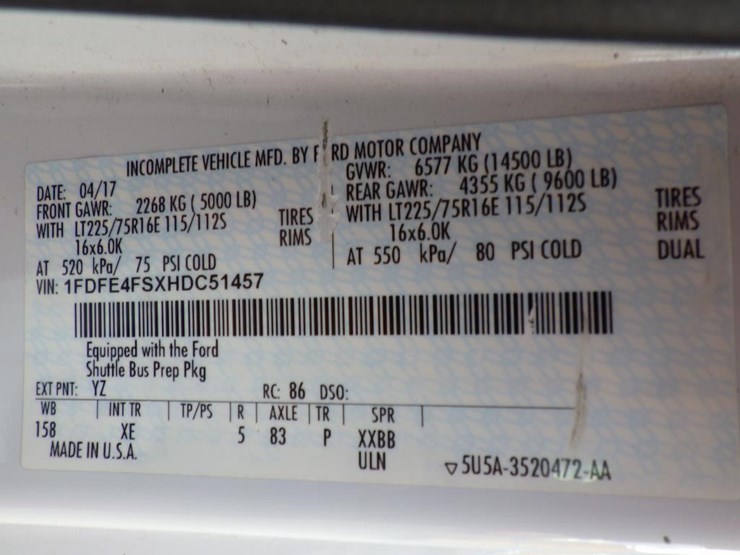 INCOMPLETE VEHICLE MFD. BY F RD MOTOR COMPANY
DATE: 04/17 GVWR: 6577 KG (14500 LB)
FRONT GAWR: 2268 KG ( 5000 LB) REAR GAWR: 4355 KG ( 9600 LB)
WITH LT225/75R16E 115/112S TIRES WITH LT225/75R16E 115/112S TIRES
16x6.0K RIMS 16x6.0K RIMS
AT 520 kPa/ 75 PSI COLD AT 550 kPa/ 80 PSI COLD DUAL
VIN: 1FDFE4FSXHDC51457
Equipped with the Ford
Shuttle Bus Prep Pkg
EXT PNT: YZ RC: 86 DSO:
WB INT TR TP/PS R AXLE TR SPR
158 XE 5 83 P XXBB
MADE IN U.S.A. ULN 5U5A-3520472-AA